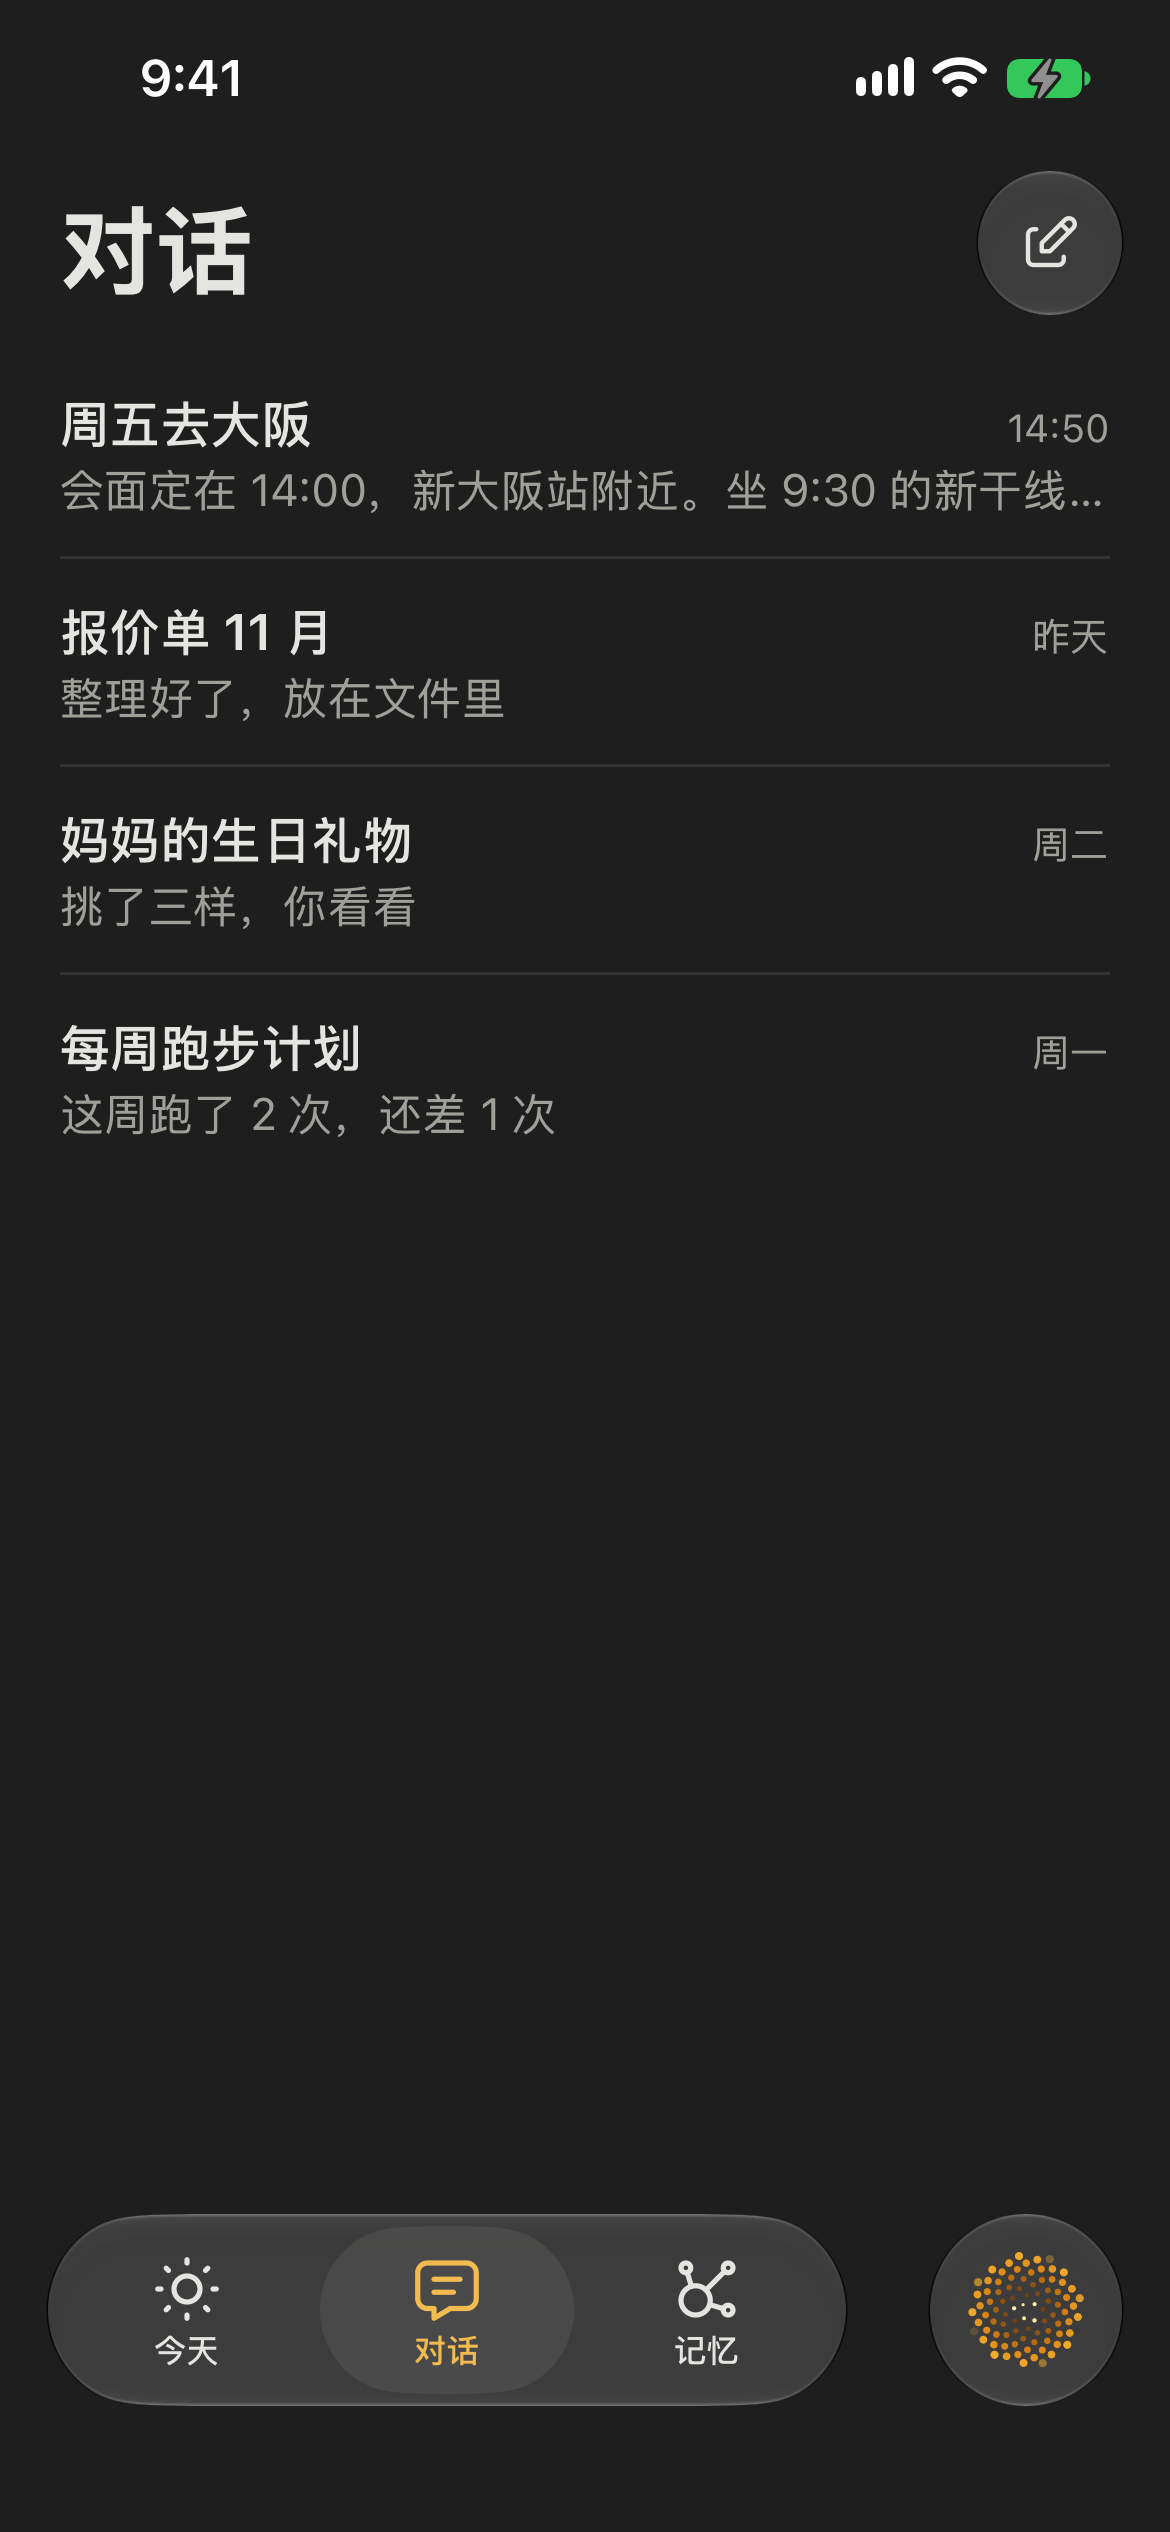 9:41
对话
周五去大阪
14:50
会面定在 14:00，新大阪站附近。坐 9:30 的新干线...
报价单 11 月
昨天
整理好了，放在文件里
妈妈的生日礼物
周二
挑了三样，你看看
每周跑步计划
周一
这周跑了 2 次，还差 1 次
今天
对话
记忆